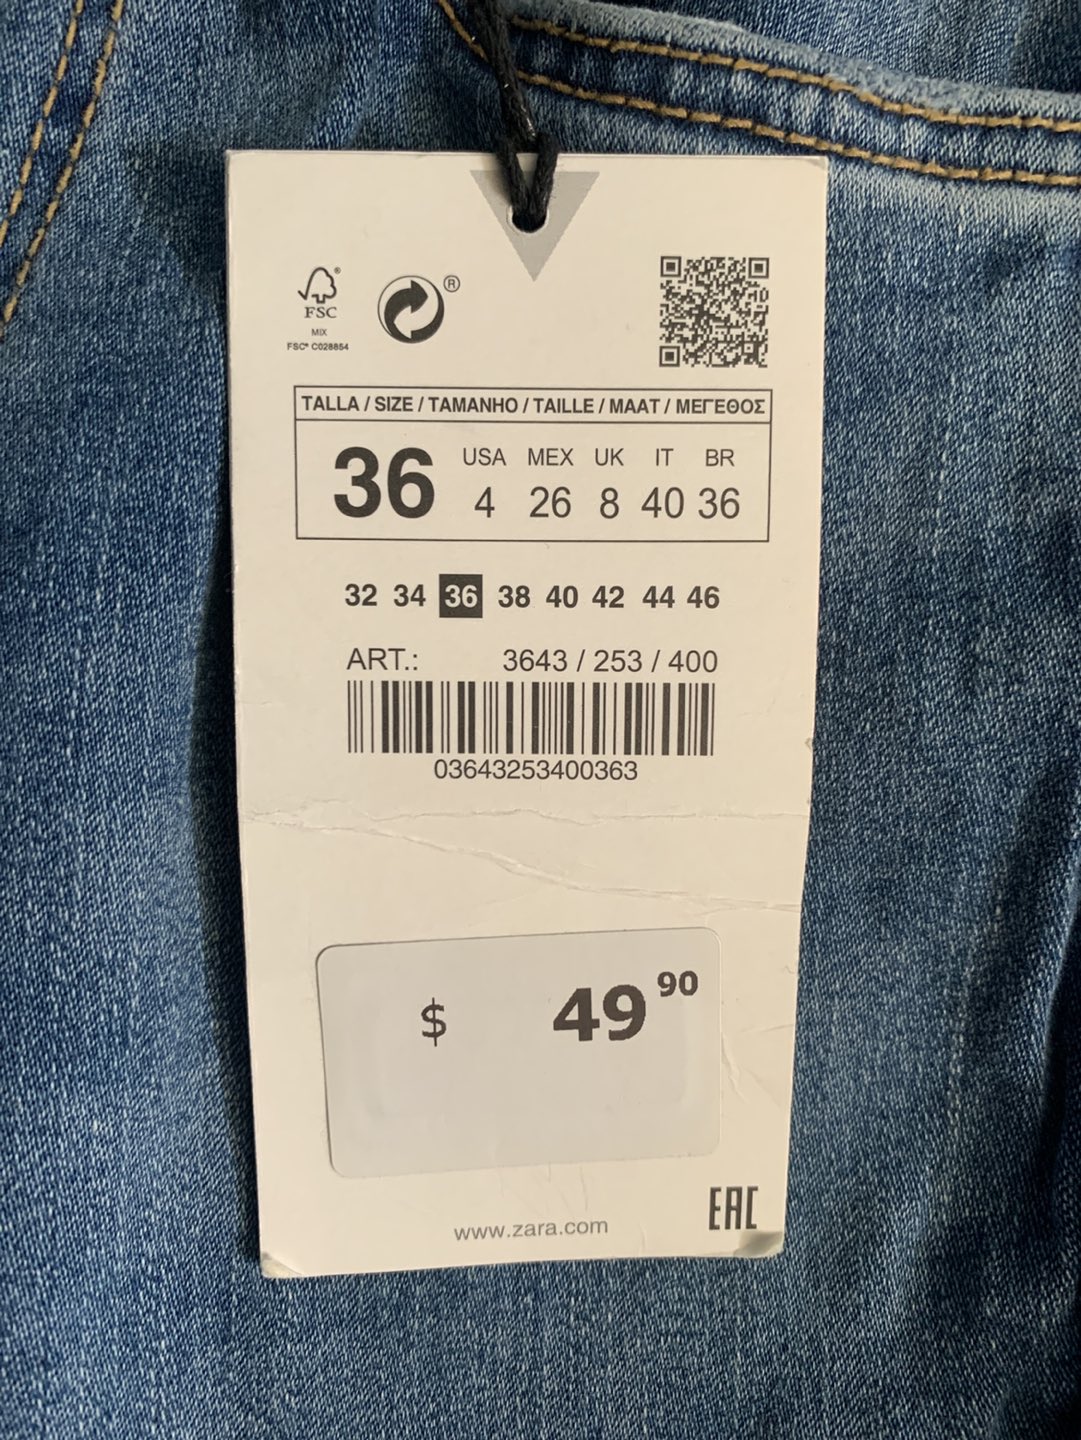 FSC®
MIX
FSC® C028854
®
TALLA / SIZE / TAMANHO / TAILLE / MAAT / ΜΕΓΕΘΟΣ
36
USA MEX UK IT BR
4 26 8 40 36
32 34 36 38 40 42 44 46
ART.: 3643 / 253 / 400
03643253400363
$ 49 90
www.zara.com
EAC